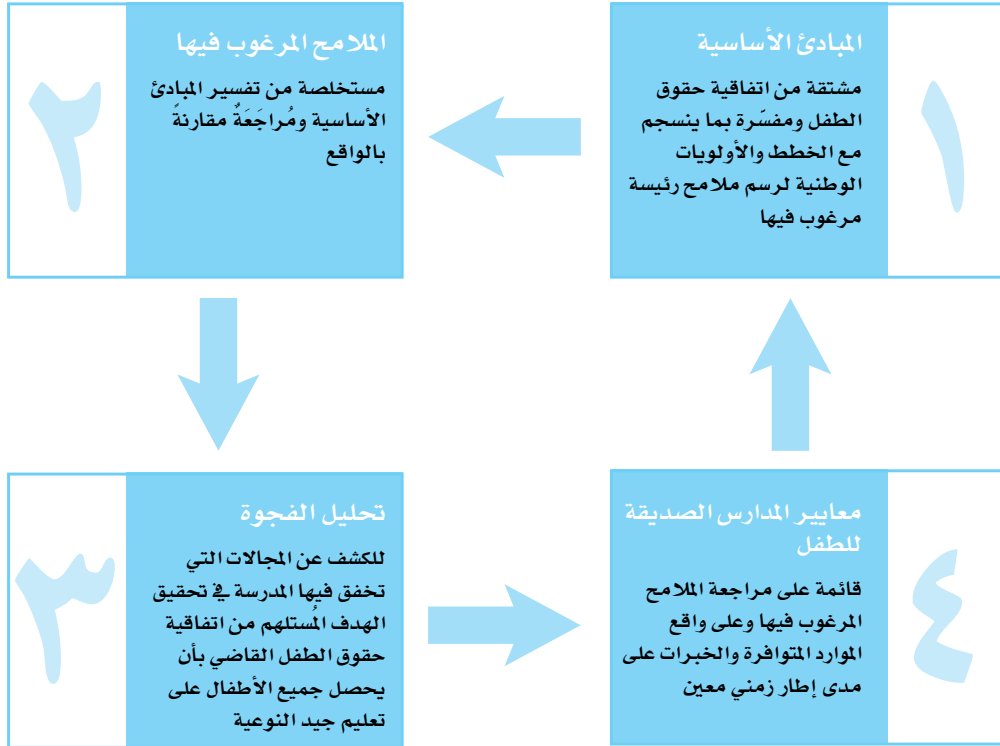 ١
المبادئ الأساسية
مشتقة من اتفاقية حقوق
الطفل ومفسّرة بما ينسجم
مع الخطط والأولويات
الوطنية لرسم ملامح رئيسة
مرغوب فيها
٢
الملامح المرغوب فيها
مستخلصة من تفسير المبادئ
الأساسية ومُراجَعَةٌ مقارنةً
بالواقع
٣
تحليل الفجوة
للكشف عن المجالات التي
تخفق فيها المدرسة في تحقيق
الهدف المُستلهم من اتفاقية
حقوق الطفل القاضي بأن
يحصل جميع الأطفال على
تعليم جيد النوعية
٤
معايير المدارس الصديقة
للطفل
قائمة على مراجعة الملامح
المرغوب فيها وعلى واقع
الموارد المتوافرة والخبرات على
مدى إطار زمني معين